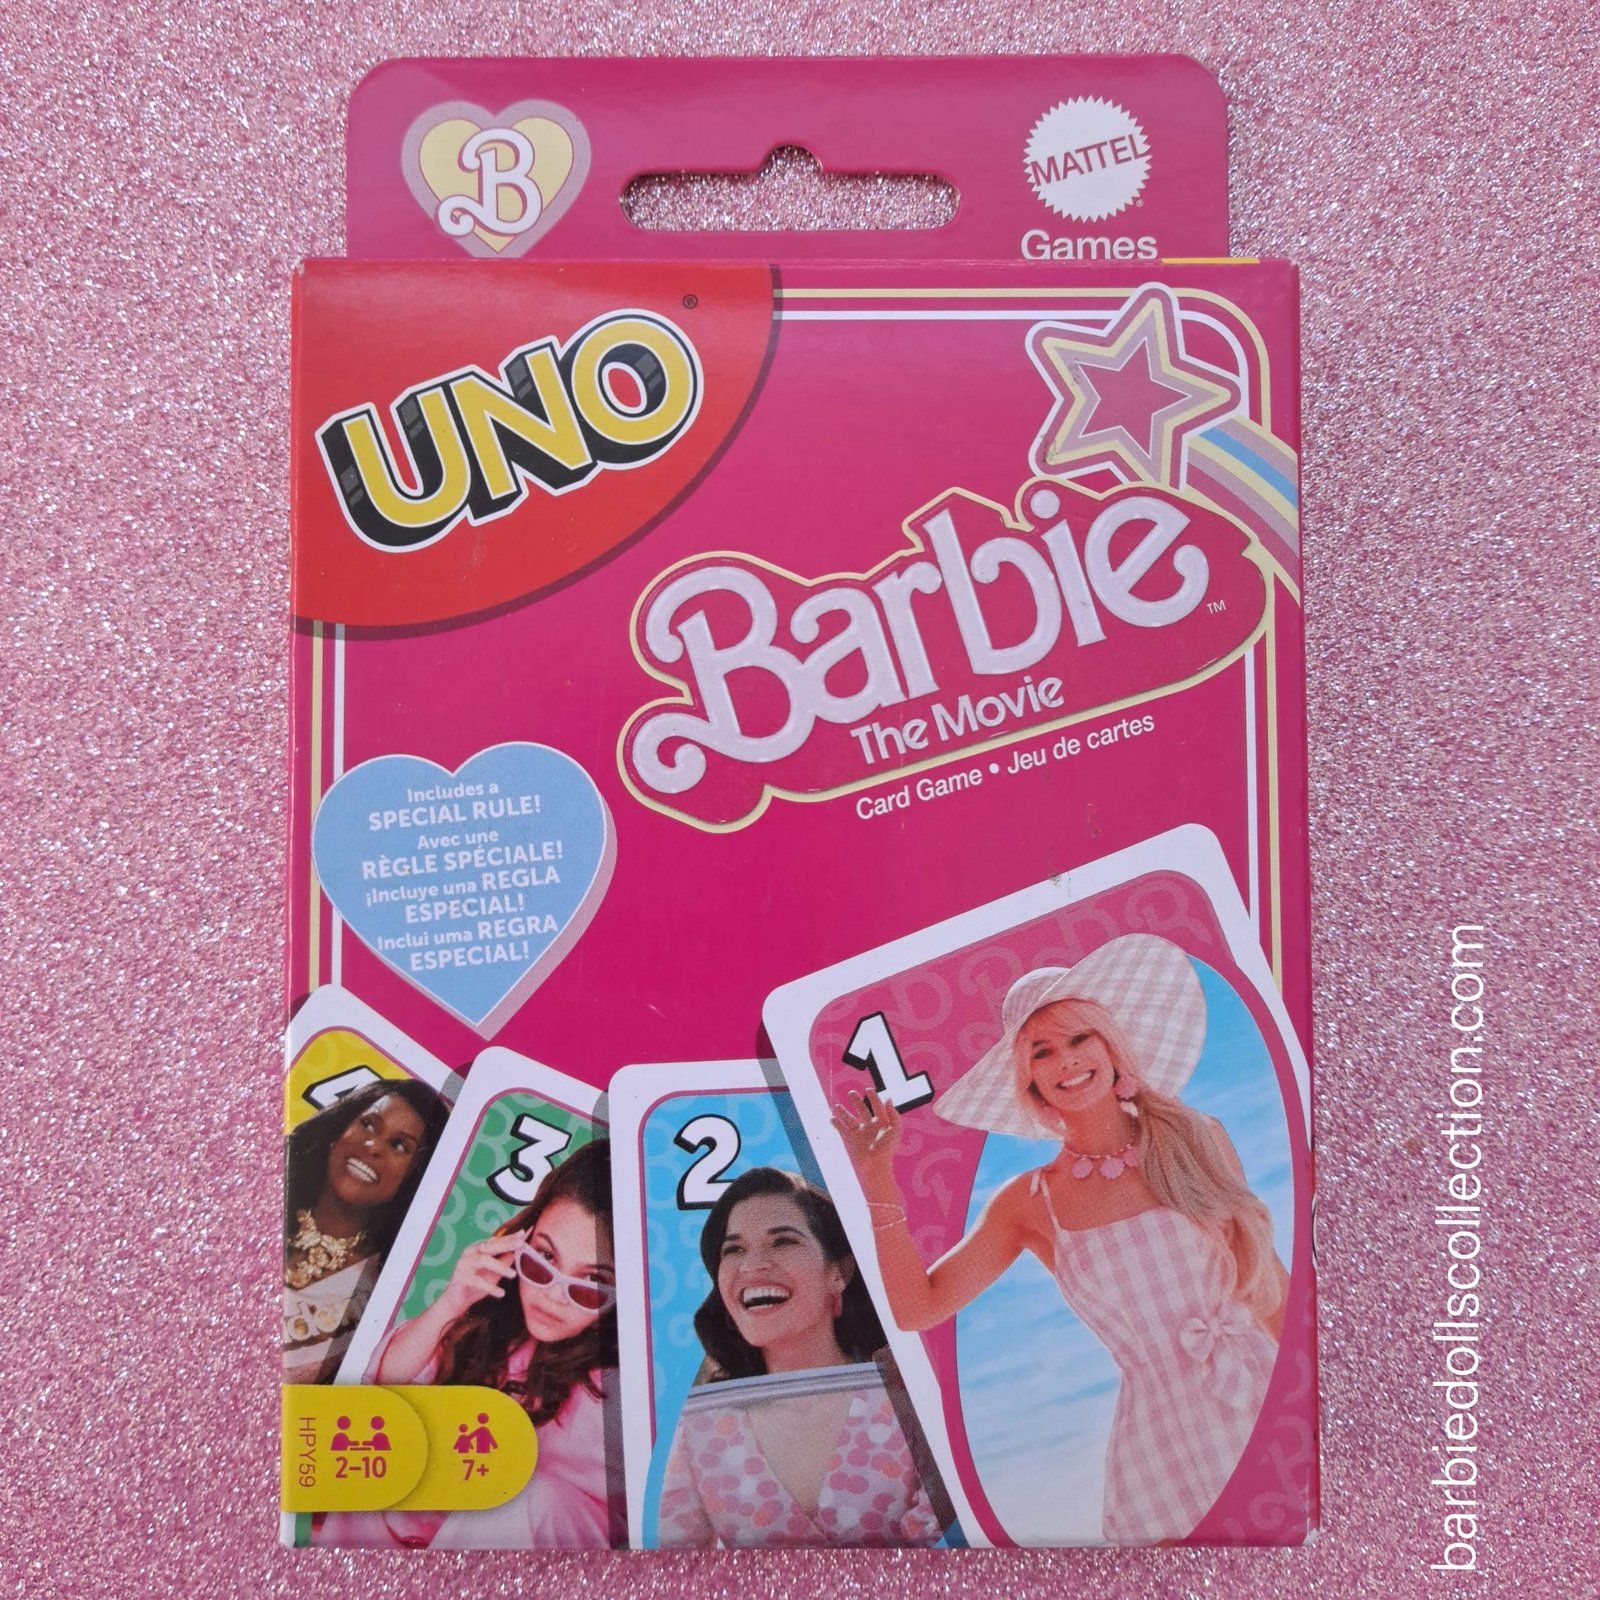 B
MATTEL
®
Games
UNO®
Barbie™
The Movie
Card Game • Jeu de cartes
Includes a
SPECIAL RULE!
Avec une
RÈGLE SPÉCIALE!
¡Incluye una REGLA
ESPECIAL!
Inclui uma REGRA
ESPECIAL!
1
3
2
HPY59
2-10
7+
barbiedollscollection.com